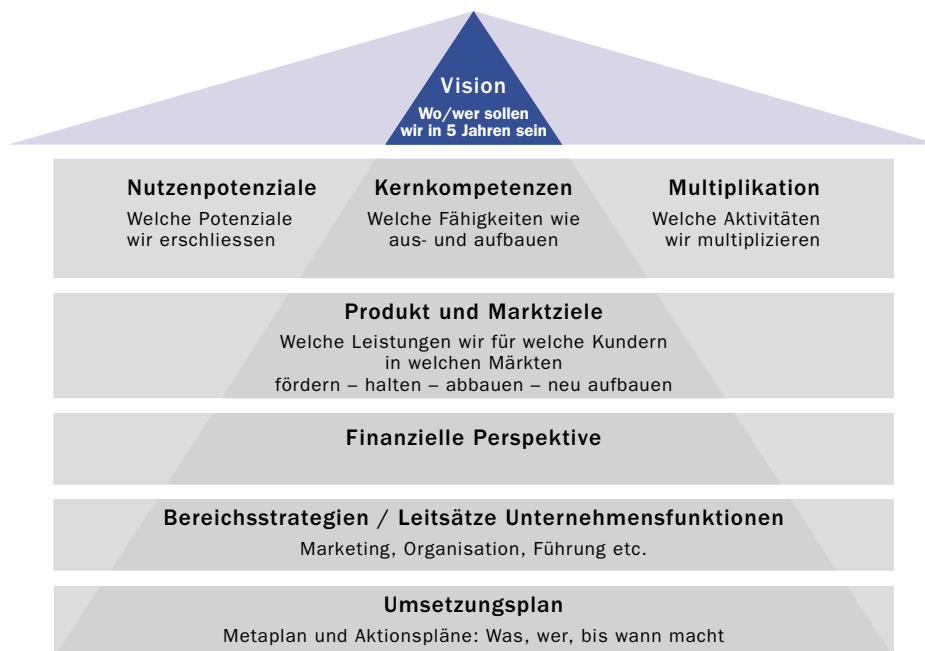 Vision
Wo/wer sollen
wir in 5 Jahren sein
Nutzenpotenziale
Welche Potenziale
wir erschliessen
Kernkompetenzen
Welche Fähigkeiten wie
aus- und aufbauen
Multiplikation
Welche Aktivitäten
wir multiplizieren
Produkt und Marktziele
Welche Leistungen wir für welche Kundern
in welchen Märkten
fördern – halten – abbauen – neu aufbauen
Finanzielle Perspektive
Bereichsstrategien / Leitsätze Unternehmensfunktionen
Marketing, Organisation, Führung etc.
Umsetzungsplan
Metaplan und Aktionspläne: Was, wer, bis wann macht